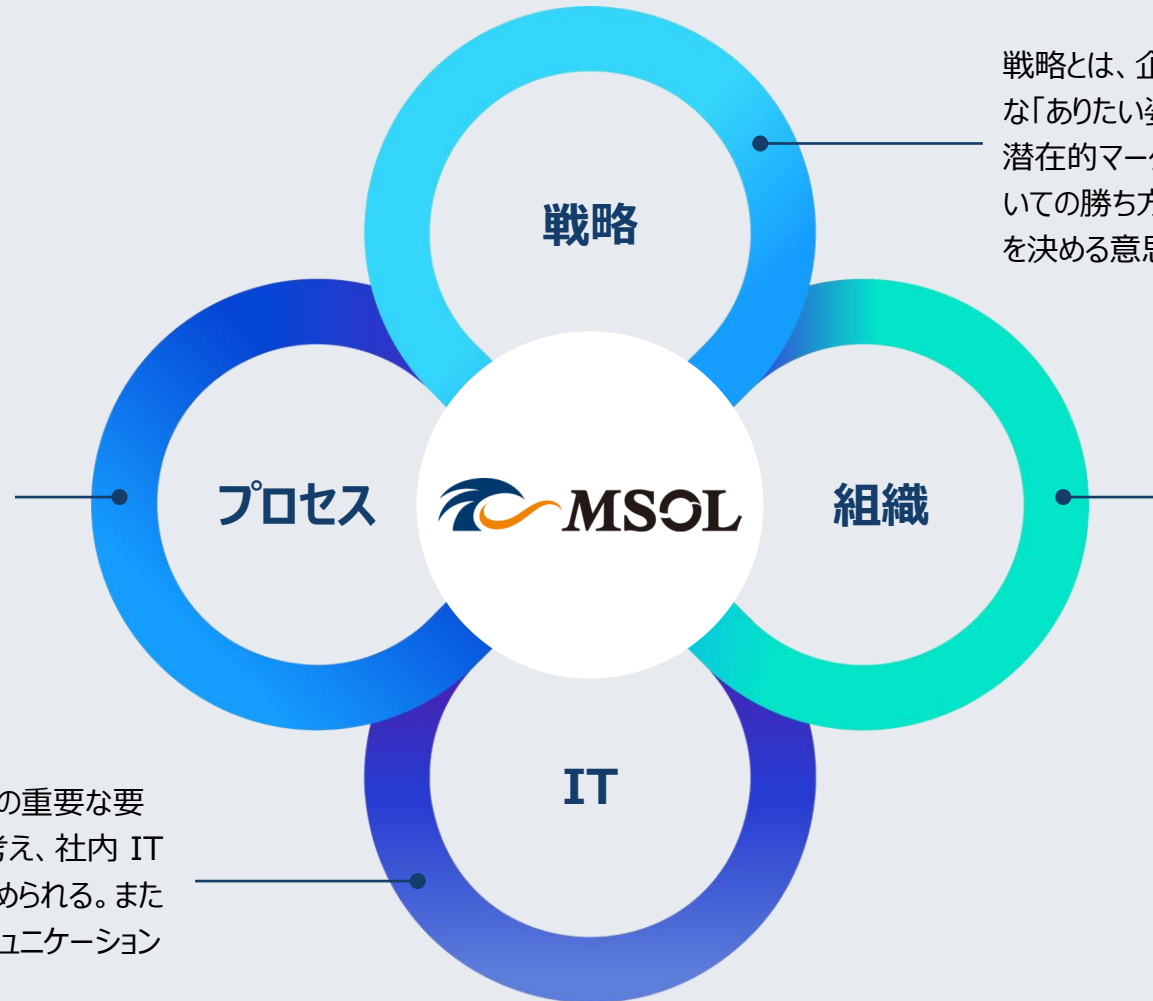 戦略とは、企
な「ありたい姿
潜在的マーケ
いての勝ち方
を決める意思
戦略
プロセス
MSOL
組織
IT
の重要な要
考え、社内 IT
められる。また
ュニケーション